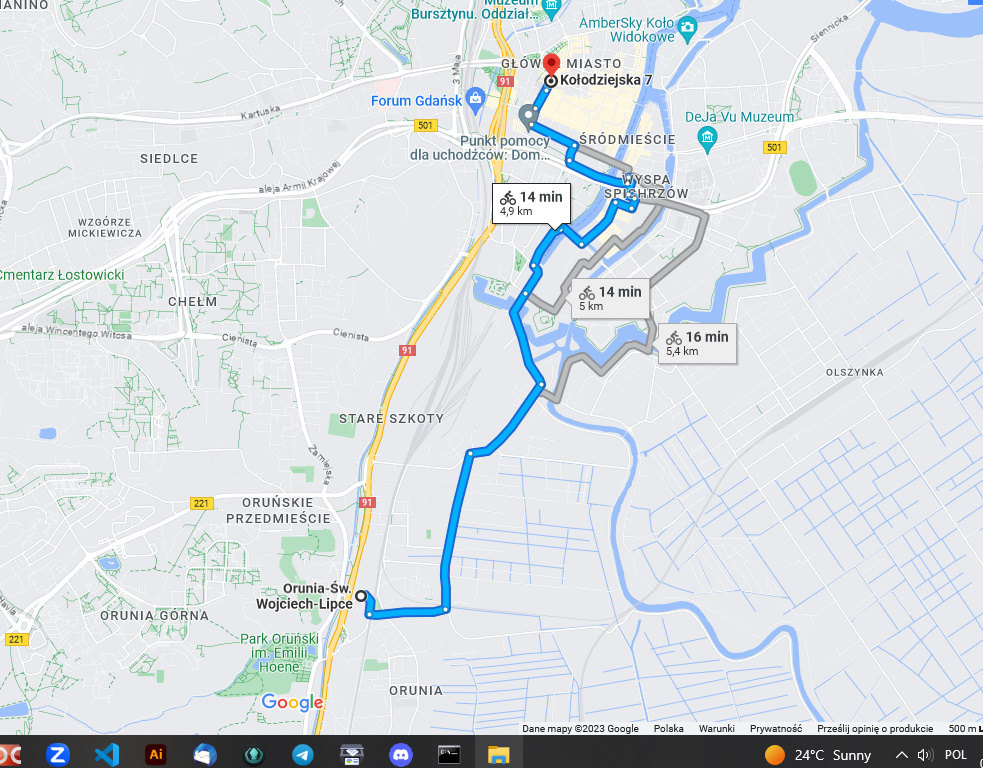 Muzeum
Bursztynu. Oddział...
AmberSky Koło
Widokowe
GŁÓW
MIASTO
91
Kołodziejska 7
3 Maja
Siennicka
Kartuska
Forum Gdańsk
501
DeJa Vu Muzeum
Punkt pomocy
dla uchodźców: Dom...
ŚRÓDMIEŚCIE
501
SIEDLCE
aleja Armii Krajowej
WYSPA
SPICHRZÓW
14 min
4,9 km
WZGÓRZE
MICKIEWICZA
Cmentarz Łostowicki
CHEŁM
14 min
5 km
aleja Wincentego Witosa
Cienista
Cienista
91
16 min
5,4 km
OLSZYNKA
STARE SZKOTY
Zamiejska
221
ORUŃSKIE
PRZEDMIEŚCIE
91
Orunia-Św.
Wojciech-Lipce
ORUNIA GÓRNA
221
Park Oruński
im. Emilii
Hoene
ORUNIA
Google
Dane mapy ©2023 Google Polska Warunki Prywatność Prześlij opinię o produkcie 500 m
Z
Ai
24°C Sunny
POL